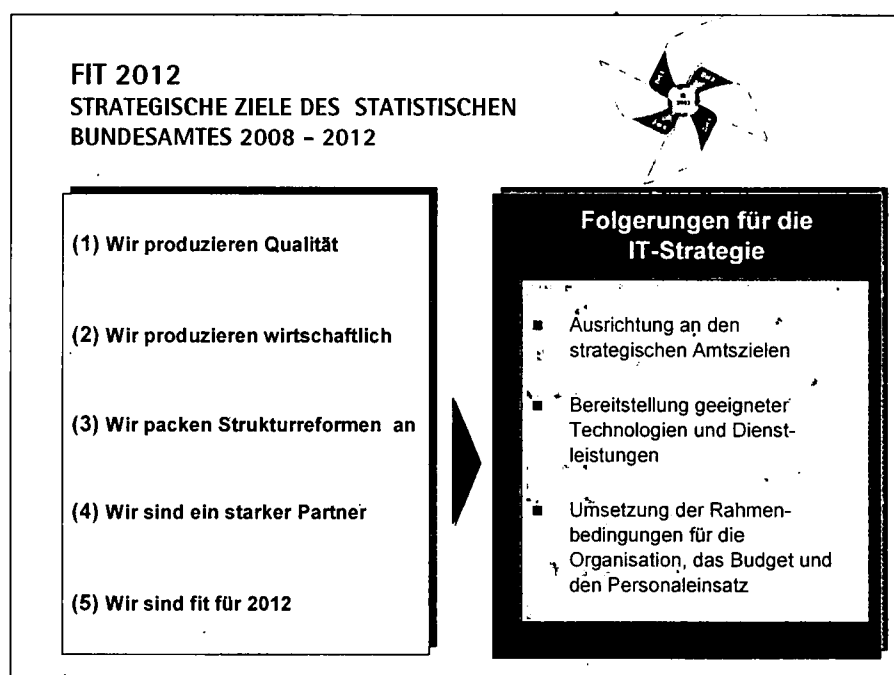 FIT 2012
STRATEGISCHE ZIELE DES STATISTISCHEN
BUNDESAMTES 2008 – 2012
(1) Wir produzieren Qualität
(2) Wir produzieren wirtschaftlich
(3) Wir packen Strukturreformen an
(4) Wir sind ein starker Partner
(5) Wir sind fit für 2012
Folgerungen für die
IT-Strategie
■ Ausrichtung an den
strategischen Amtszielen
■ Bereitstellung geeigneter
Technologien und Dienst-
leistungen
■ Umsetzung der Rahmen-
bedingungen für die
Organisation, das Budget und
den Personaleinsatz